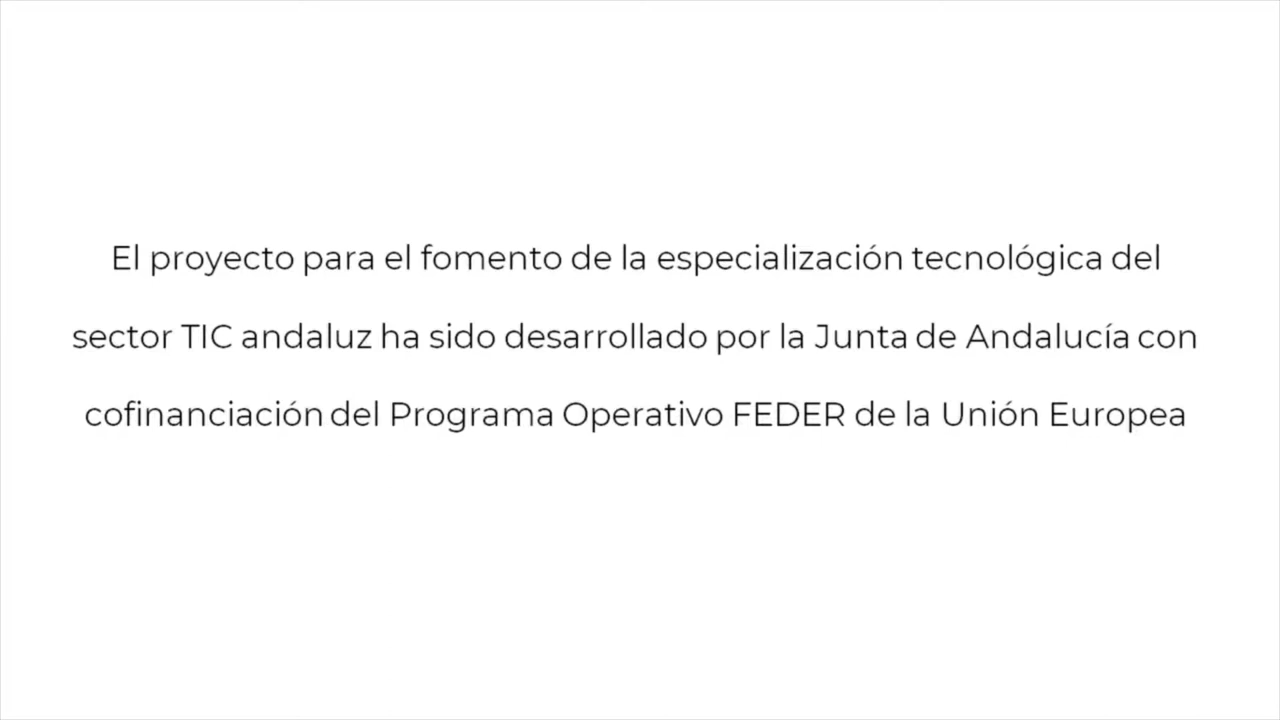 El proyecto para el fomento de la especialización tecnológica del
sector TIC andaluz ha sido desarrollado por la Junta de Andalucía con
cofinanciación del Programa Operativo FEDER de la Unión Europea